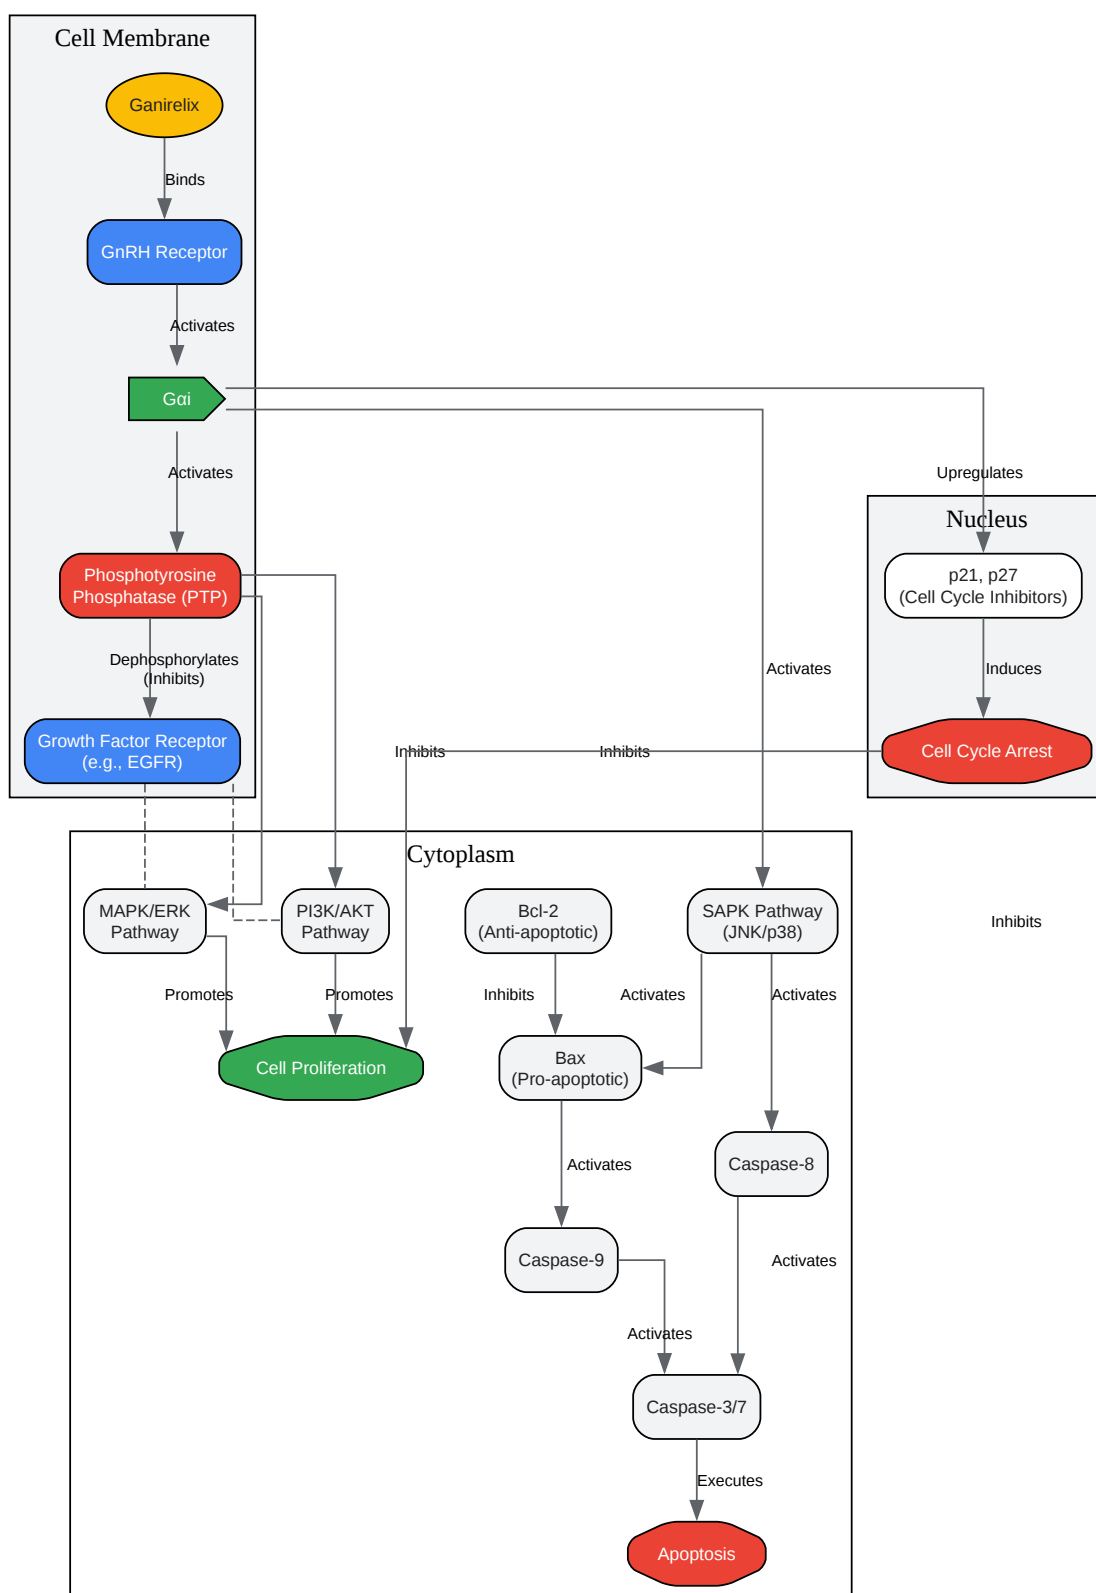 Cell Membrane
Ganirelix
Binds
GnRH Receptor
Activates
Gαi
Activates
Upregulates
Nucleus
Phosphotyrosine
Phosphatase (PTP)
p21, p27
(Cell Cycle Inhibitors)
Dephosphorylates
(Inhibits)
Activates
Induces
Growth Factor Receptor
(e.g., EGFR)
Inhibits
Inhibits
Cell Cycle Arrest
Cytoplasm
MAPK/ERK
Pathway
PI3K/AKT
Pathway
Bcl-2
(Anti-apoptotic)
SAPK Pathway
(JNK/p38)
Inhibits
Promotes
Promotes
Inhibits
Activates
Activates
Cell Proliferation
Bax
(Pro-apoptotic)
Activates
Caspase-8
Caspase-9
Activates
Activates
Caspase-3/7
Executes
Apoptosis